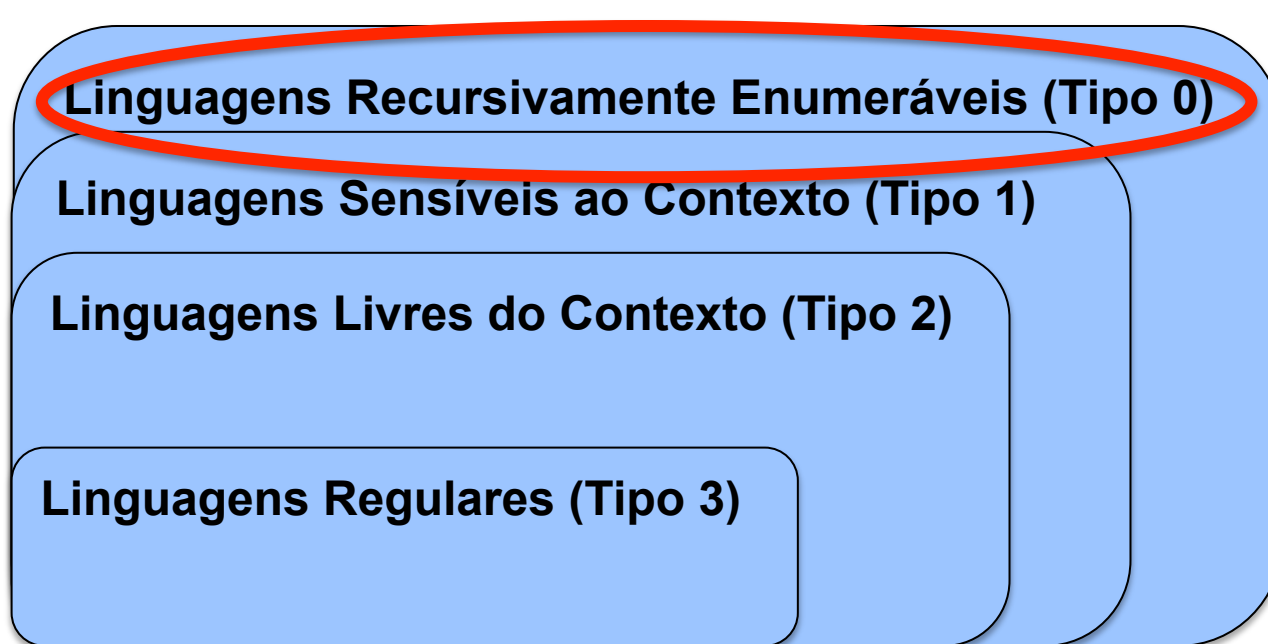 Linguagens Recursivamente Enumeráveis (Tipo 0)
Linguagens Sensíveis ao Contexto (Tipo 1)
Linguagens Livres do Contexto (Tipo 2)
Linguagens Regulares (Tipo 3)